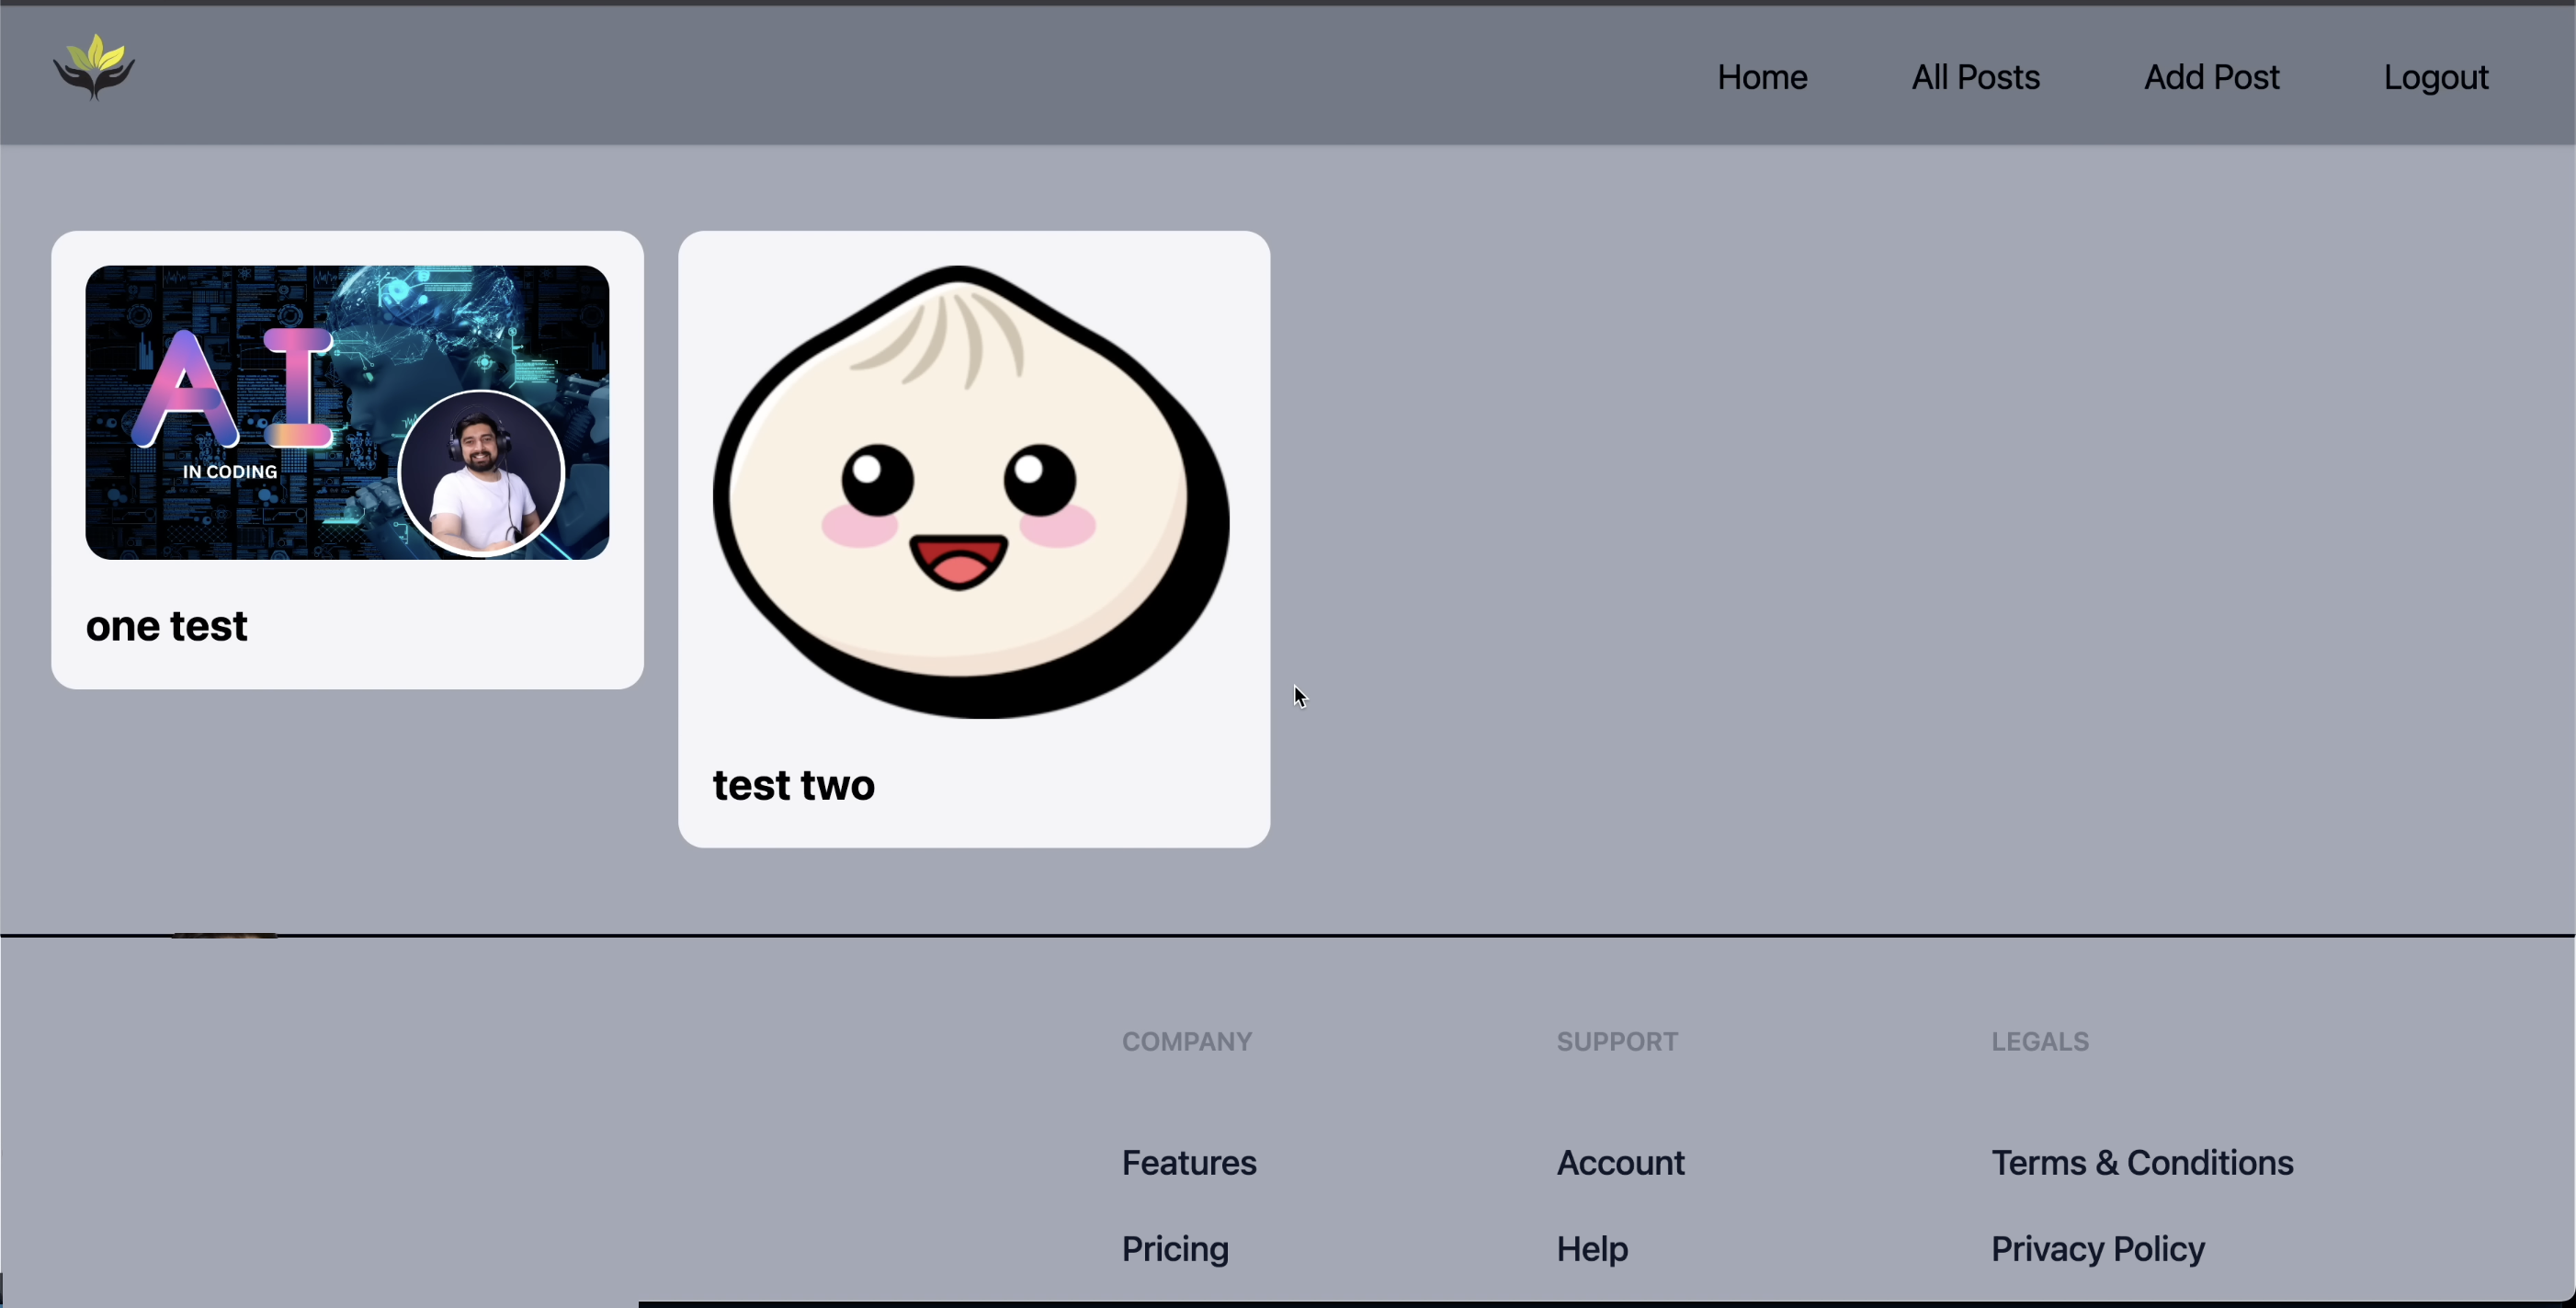 Home All Posts Add Post Logout
AI
IN CODING
one test
test two
COMPANY SUPPORT LEGALS
Features Account Terms & Conditions
Pricing Help Privacy Policy